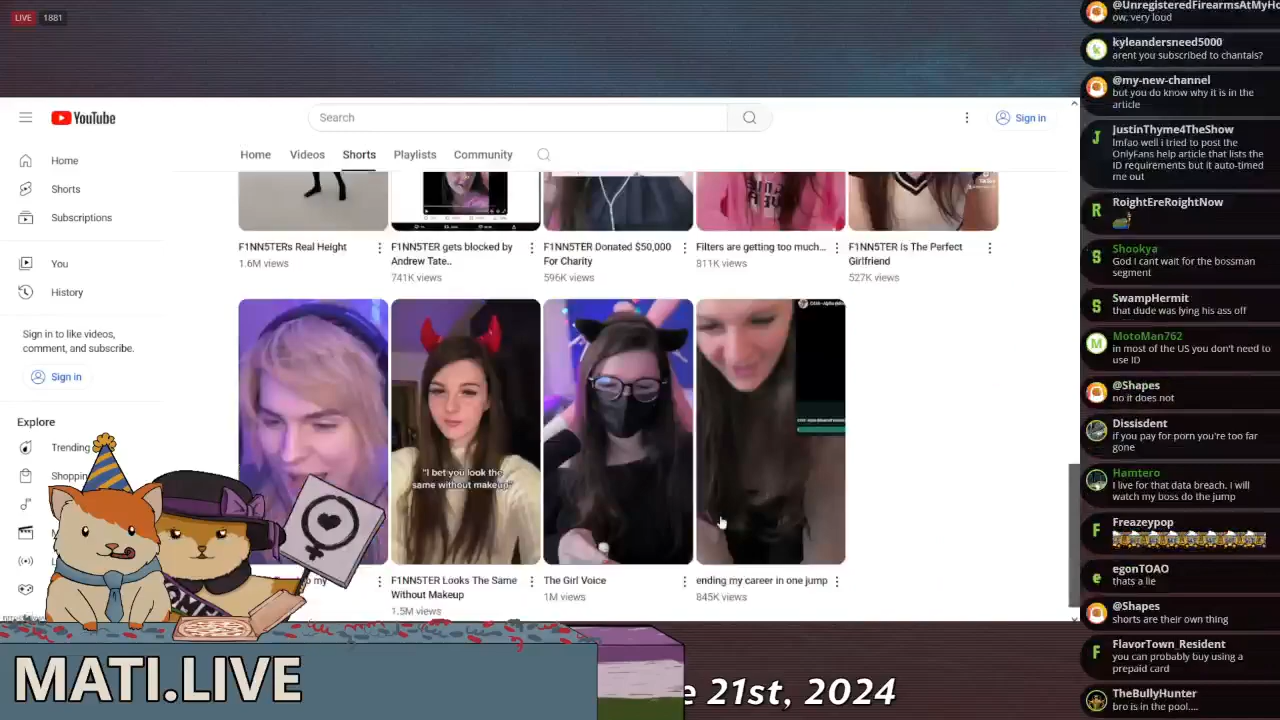 LIVE 1881
YouTube
Search
Sign in
Home Videos Shorts Playlists Community
Home
Shorts
Subscriptions
You
History
Sign in to like videos,
comment, and subscribe.
Sign in
Explore
Trending
Shoppin
F1NN5TERs Real Height
1.6M views
F1NN5TER gets blocked by
Andrew Tate..
741K views
F1NN5TER Donated $50,000
For Charity
596K views
Filters are getting too much...
811K views
F1NN5TER Is The Perfect
Girlfriend
527K views
"I bet you look the
same without makeup"
my
F1NN5TER Looks The Same
Without Makeup
1.5M views
The Girl Voice
1M views
ending my career in one jump
845K views
MATI.LIVE
e 21st, 2024
@UnregisteredFirearmsAtMyHo
ow, very loud
kyleandersneed5000
arent you subscribed to chantals?
@my-new-channel
but you do know why it is in the
article
JustinThyme4TheShow
lmfao well i tried to post the
OnlyFans help article that lists the
ID requirements but it auto-timed
me out
RoightEreRoightNow
Shookya
God I cant wait for the bossman
segment
SwampHermit
that dude was lying his ass off
MotoMan762
in most of the US you don't need to
use ID
@Shapes
no it does not
Dissisdent
if you pay for porn you're too far
gone
Hamtero
I live for that data breach. I will
watch my boss do the jump
Freazeypop
egonTOAO
thats a lie
@Shapes
shorts are their own thing
FlavorTown_Resident
you can probably buy using a
prepaid card
TheBullyHunter
bro is in the pool....